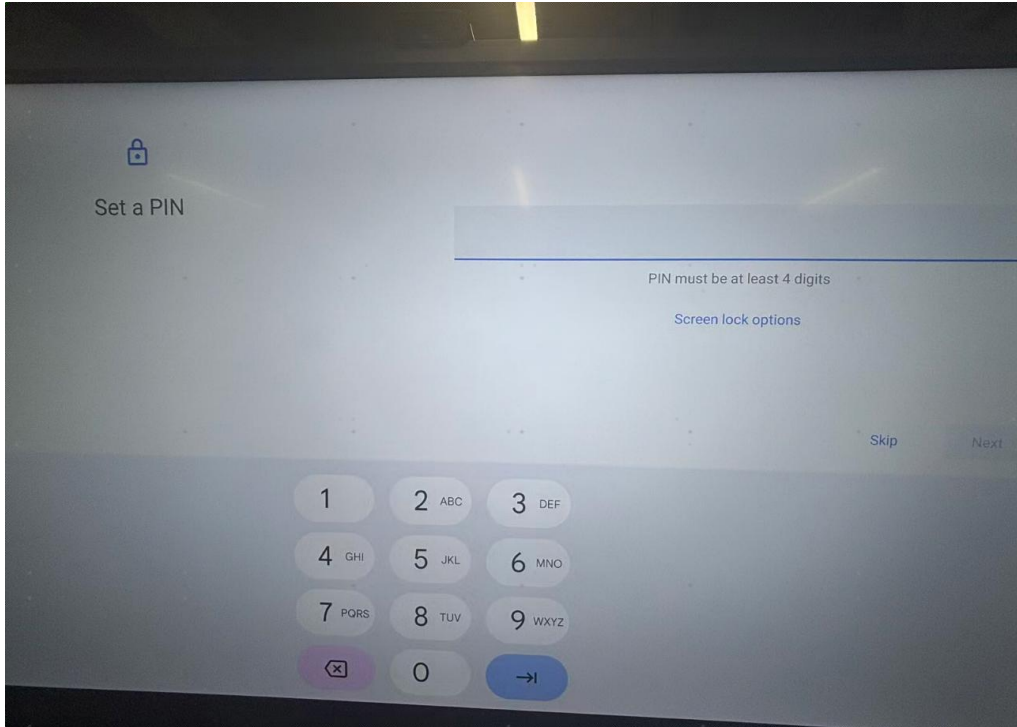 Set a PIN
PIN must be at least 4 digits
Screen lock options
Skip Next
1 2 ABC 3 DEF
4 GHI 5 JKL 6 MNO
7 PQRS 8 TUV 9 WXYZ
0